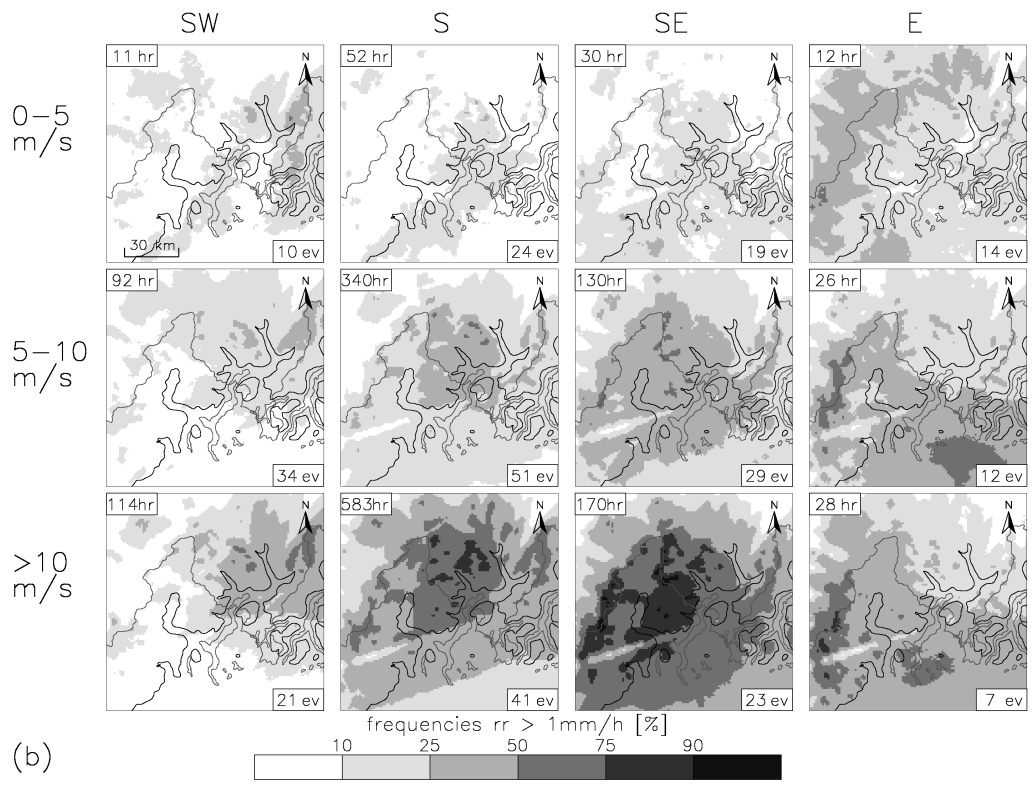 SW S SE E
0-5 m/s
11 hr
N
30 km
10 ev
52 hr
N
24 ev
30 hr
N
19 ev
12 hr
N
14 ev
5-10 m/s
92 hr
N
34 ev
340hr
N
51 ev
130hr
N
29 ev
26 hr
N
12 ev
>10 m/s
114hr
N
21 ev
583hr
N
41 ev
170hr
N
23 ev
28 hr
N
7 ev
frequencies rr > 1mm/h [%]
10 25 50 75 90
(b)